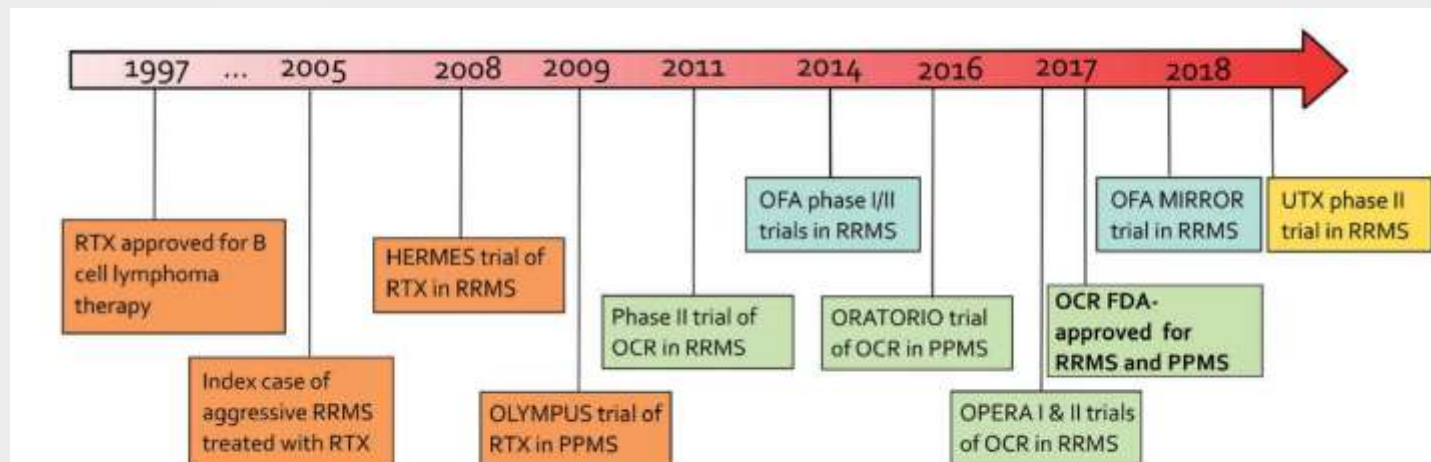 1997 ... 2005 2008 2009 2011 2014 2016 2017 2018
RTX approved for B
cell lymphoma
therapy
Index case of
aggressive RRMS
treated with RTX
HERMES trial of
RTX in RRMS
OLYMPUS trial of
RTX in PPMS
Phase II trial of
OCR in RRMS
OFA phase I/II
trials in RRMS
ORATORIO trial
of OCR in PPMS
OPERA I & II trials
of OCR in RRMS
OCR FDA-
approved for
RRMS and PPMS
OFA MIRROR
trial in RRMS
UTX phase II
trial in RRMS